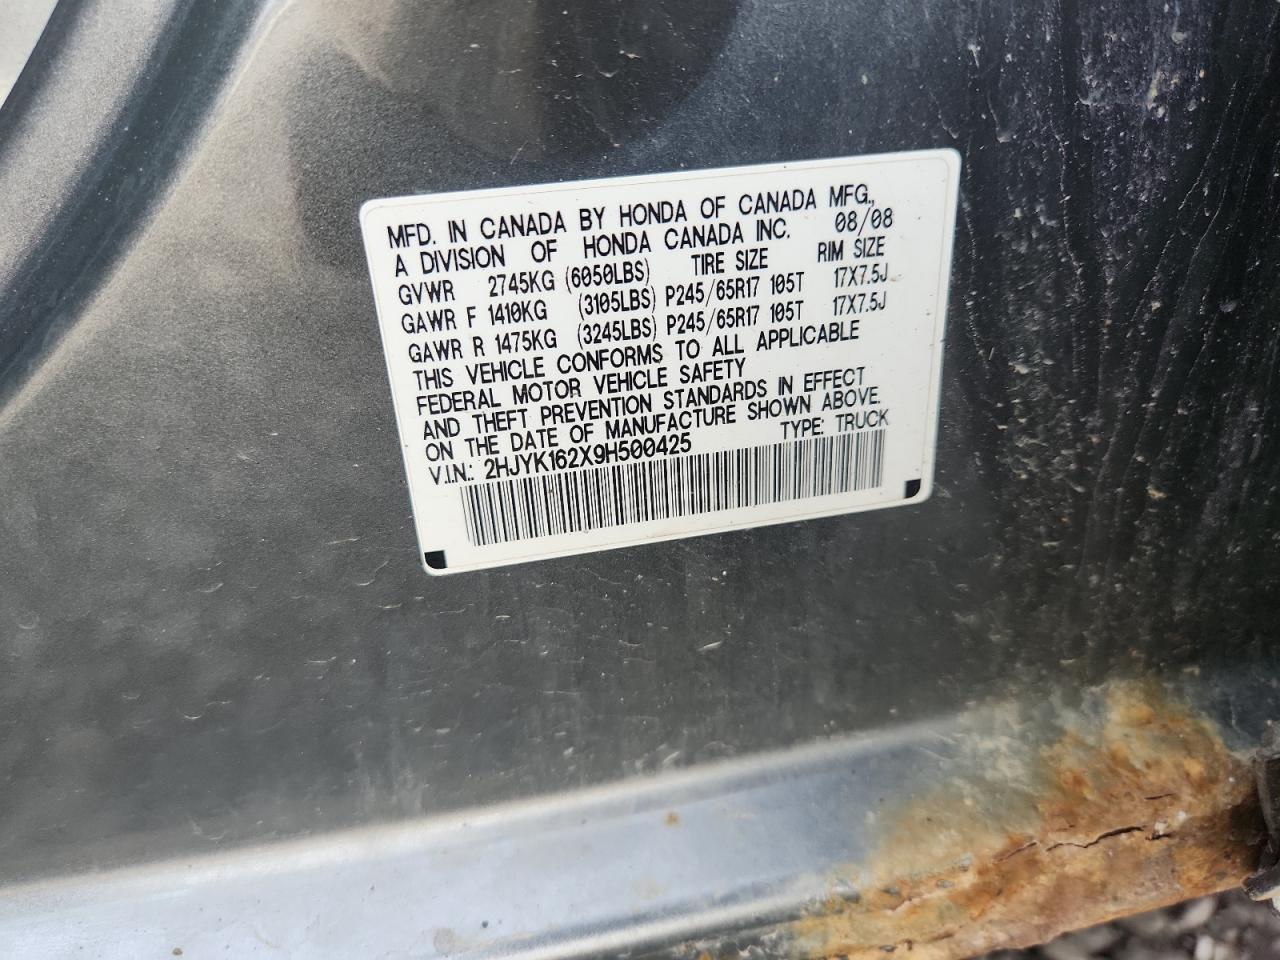 MFD. IN CANADA BY HONDA OF CANADA MFG.,
A DIVISION OF HONDA CANADA INC. 08/08
GVWR 2745KG (6050LBS) TIRE SIZE RIM SIZE
GAWR F 1410KG (3105LBS) P245/65R17 105T 17X7.5J
GAWR R 1475KG (3245LBS) P245/65R17 105T 17X7.5J
THIS VEHICLE CONFORMS TO ALL APPLICABLE
FEDERAL MOTOR VEHICLE SAFETY
AND THEFT PREVENTION STANDARDS IN EFFECT
ON THE DATE OF MANUFACTURE SHOWN ABOVE.
V.I.N.: 2HJYK162X9H500425 TYPE: TRUCK